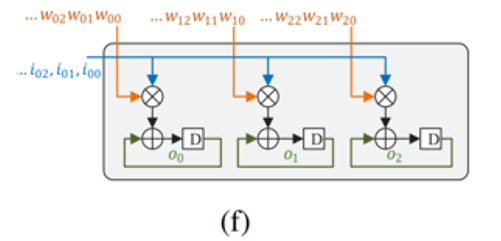 ...w₀₂w₀₁w₀₀ ...w₁₂w₁₁w₁₀ ...w₂₂w₂₁w₂₀
...i₀₂, i₀₁, i₀₀
D D D
o₀ o₁ o₂
(f)